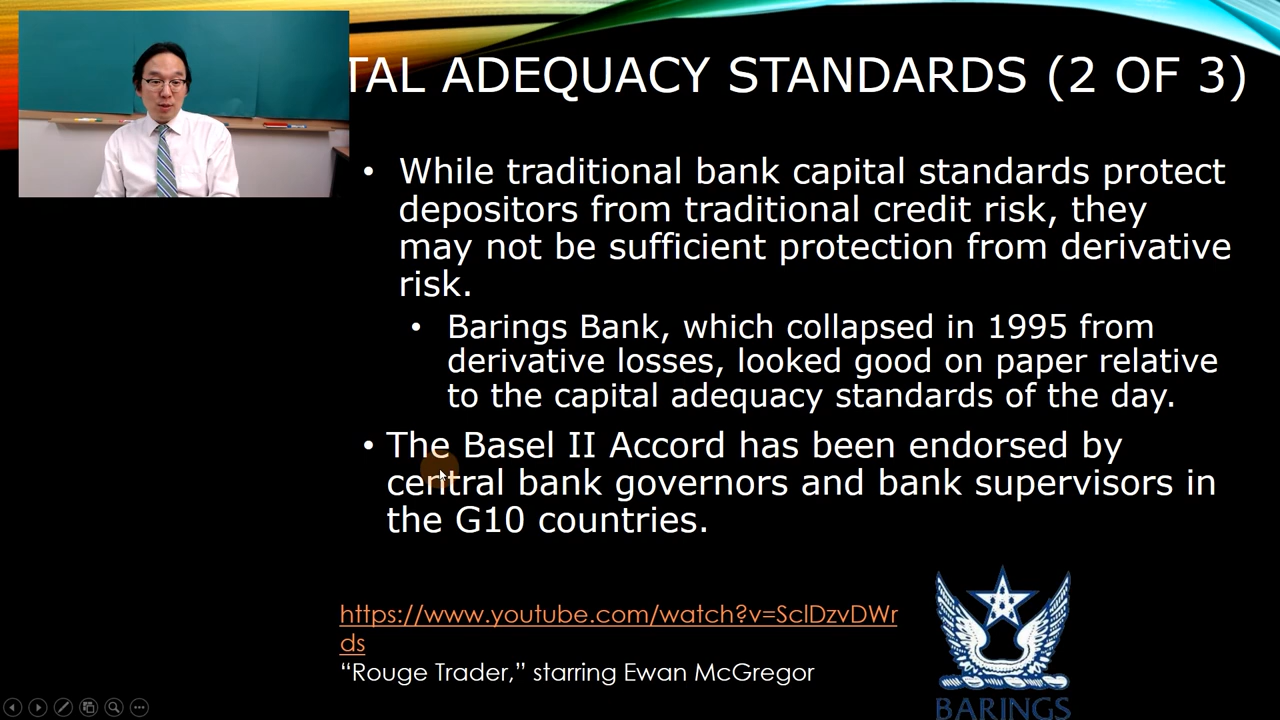 TAL ADEQUACY STANDARDS (2 OF 3)
• While traditional bank capital standards protect
depositors from traditional credit risk, they
may not be sufficient protection from derivative
risk.
• Barings Bank, which collapsed in 1995 from
derivative losses, looked good on paper relative
to the capital adequacy standards of the day.
• The Basel II Accord has been endorsed by
central bank governors and bank supervisors in
the G10 countries.
https://www.youtube.com/watch?v=SclDzvDWr
ds
“Rouge Trader,” starring Ewan McGregor
BARINGS